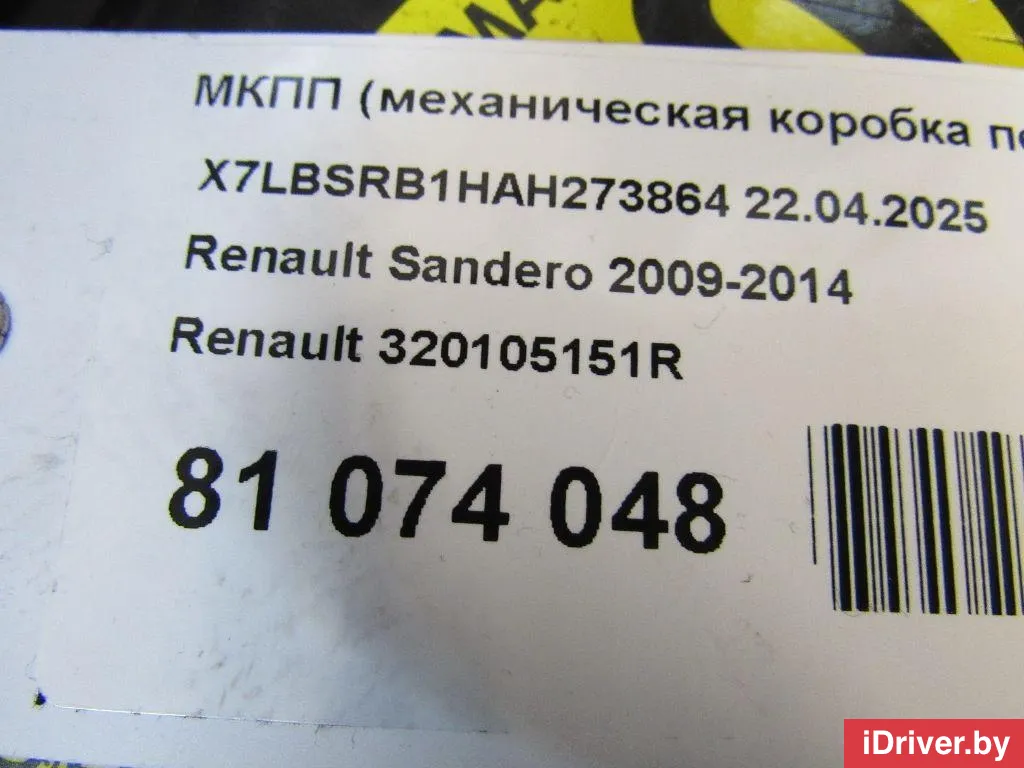 МКПП (механическая коробка
X7LBSRB1HAH273864 22.04.2025
Renault Sandero 2009-2014
Renault 320105151R
81 074 048
iDriver.by